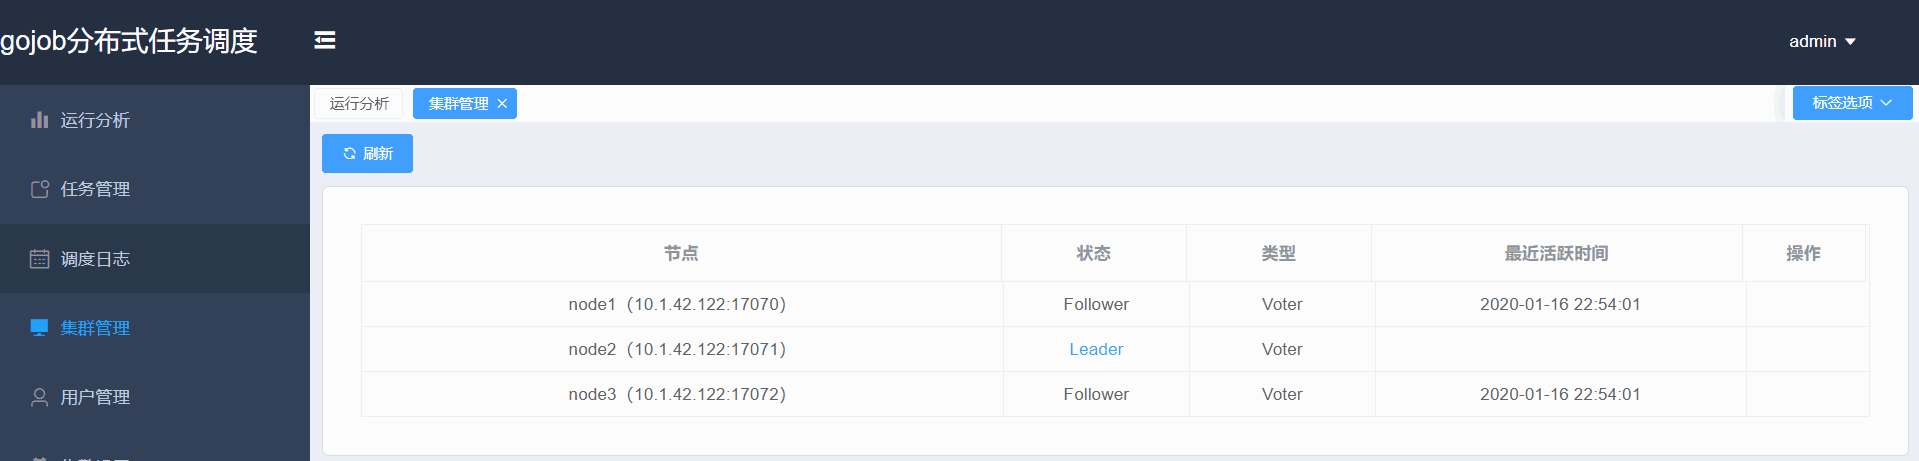 gojob分布式任务调度
admin
运行分析
任务管理
调度日志
集群管理
用户管理
运行分析 集群管理
标签选项
刷新
节点 状态 类型 最近活跃时间 操作
node1（10.1.42.122:17070） Follower Voter 2020-01-16 22:54:01
node2（10.1.42.122:17071） Leader Voter
node3（10.1.42.122:17072） Follower Voter 2020-01-16 22:54:01